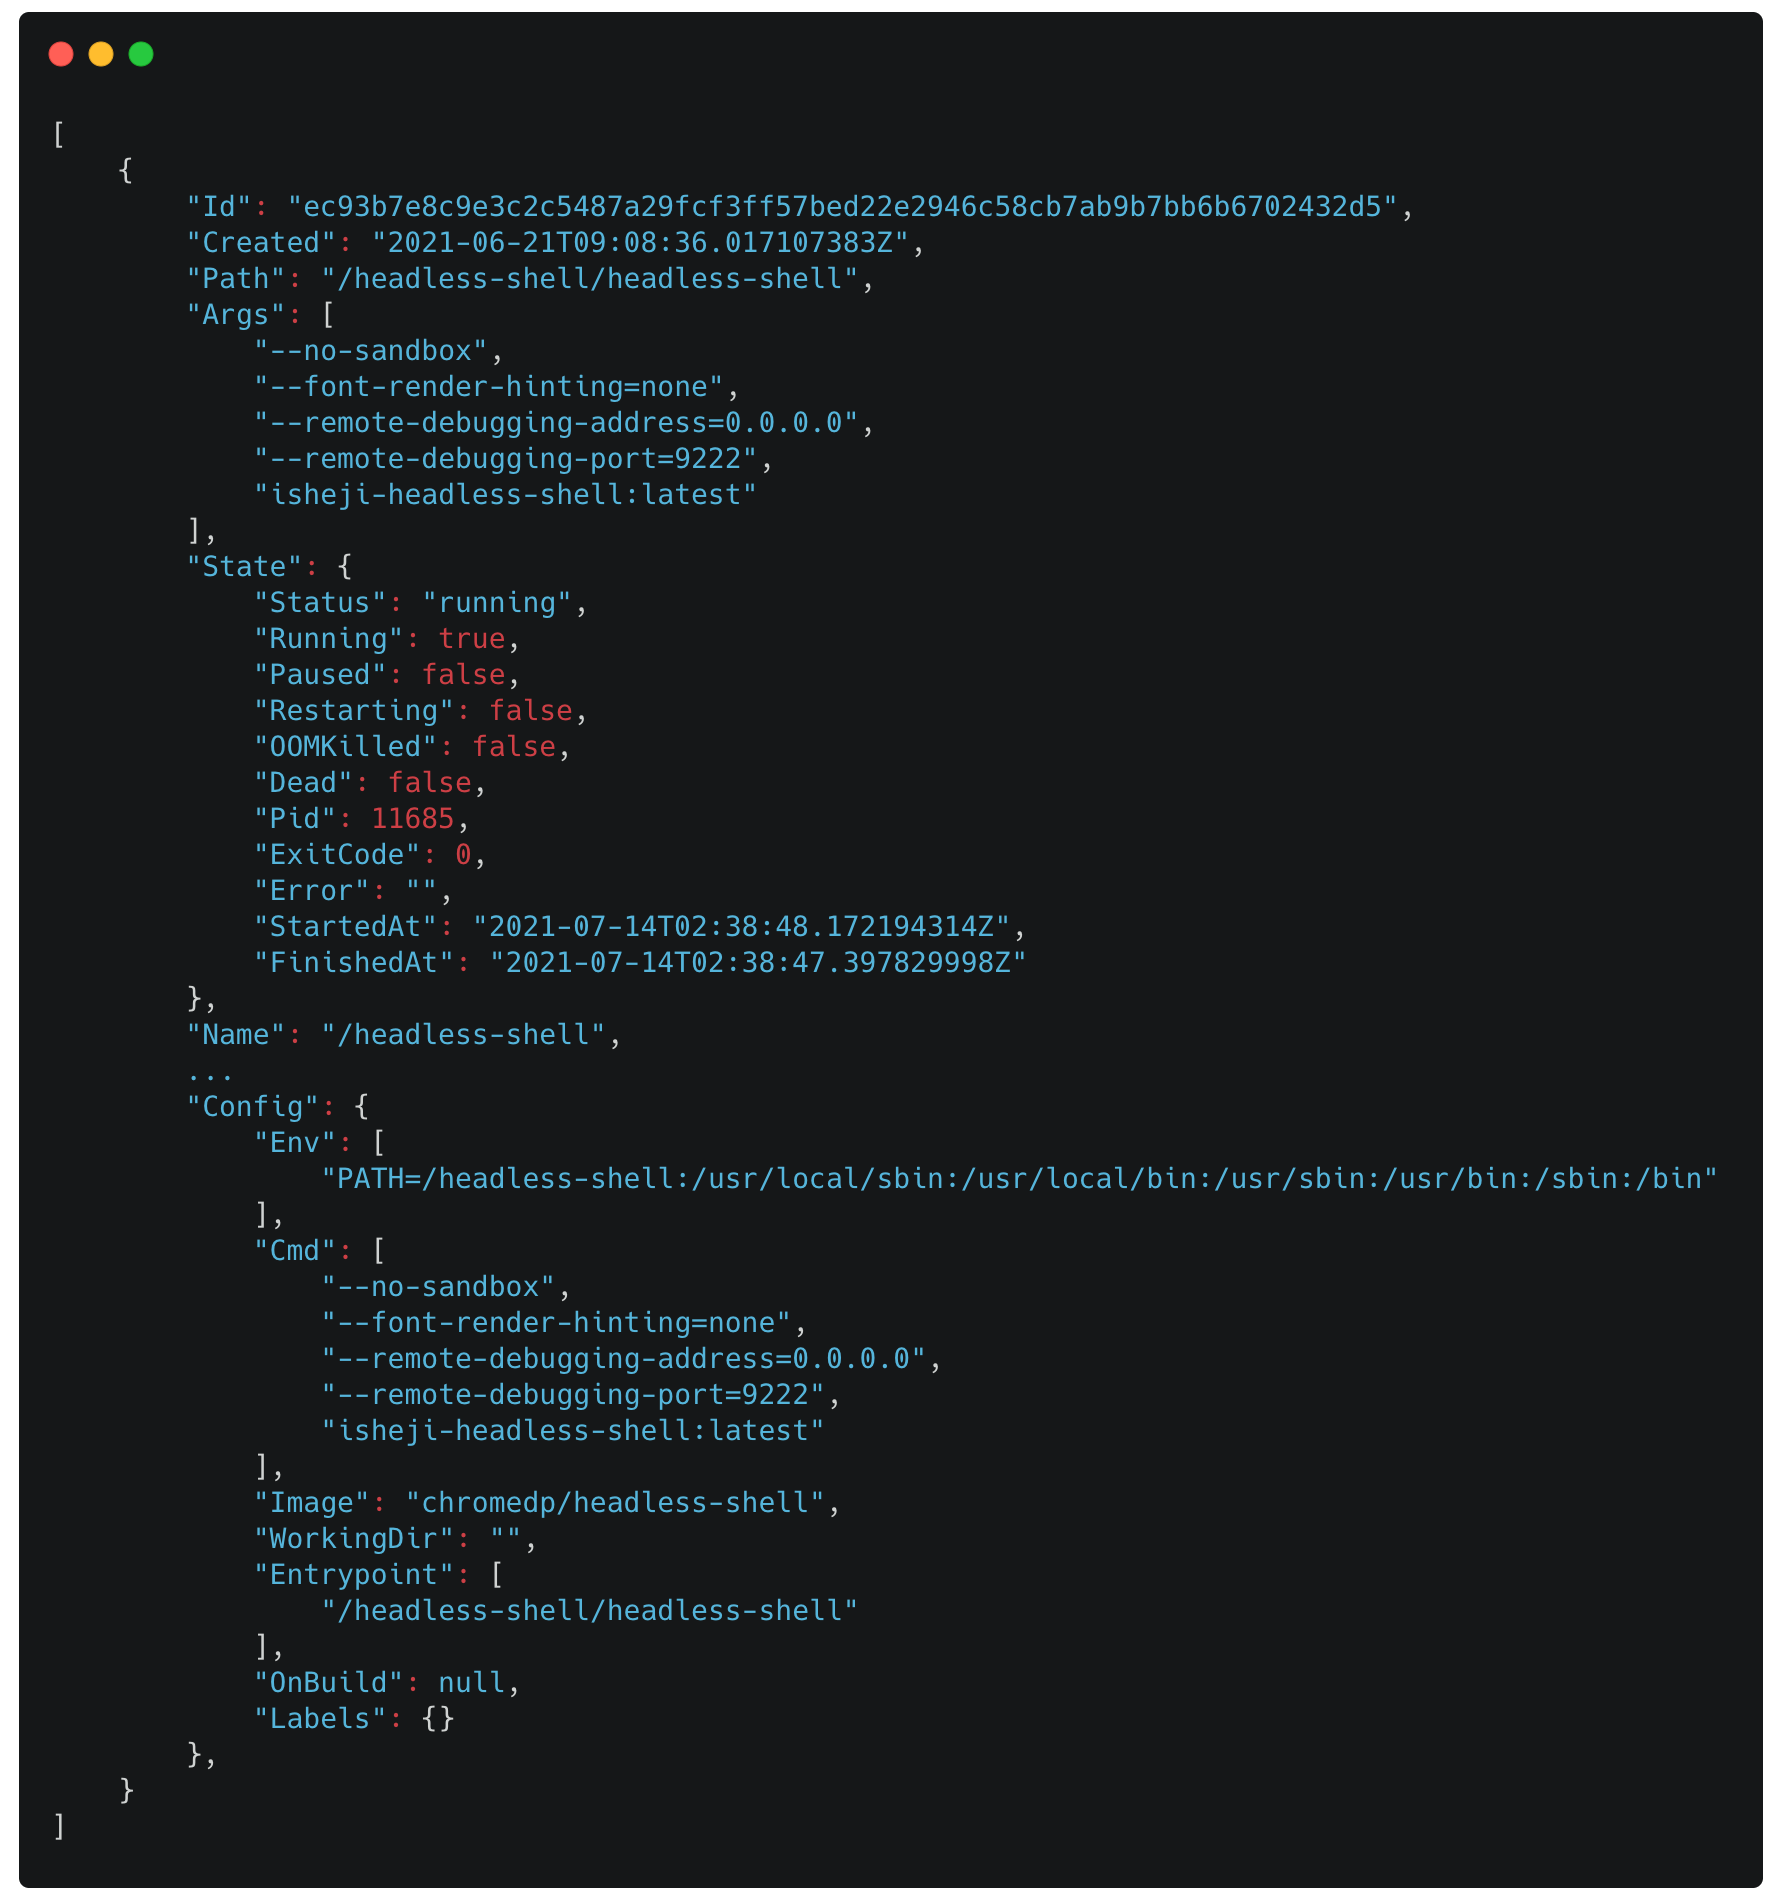 [
    {
        "Id": "ec93b7e8c9e3c2c5487a29fcf3ff57bed22e2946c58cb7ab9b7bb6b6702432d5",
        "Created": "2021-06-21T09:08:36.017107383Z",
        "Path": "/headless-shell/headless-shell",
        "Args": [
            "--no-sandbox",
            "--font-render-hinting=none",
            "--remote-debugging-address=0.0.0.0",
            "--remote-debugging-port=9222",
            "isheji-headless-shell:latest"
        ],
        "State": {
            "Status": "running",
            "Running": true,
            "Paused": false,
            "Restarting": false,
            "OOMKilled": false,
            "Dead": false,
            "Pid": 11685,
            "ExitCode": 0,
            "Error": "",
            "StartedAt": "2021-07-14T02:38:48.172194314Z",
            "FinishedAt": "2021-07-14T02:38:47.397829998Z"
        },
        "Name": "/headless-shell",
        ...
        "Config": {
            "Env": [
                "PATH=/headless-shell:/usr/local/sbin:/usr/local/bin:/usr/sbin:/usr/bin:/sbin:/bin"
            ],
            "Cmd": [
                "--no-sandbox",
                "--font-render-hinting=none",
                "--remote-debugging-address=0.0.0.0",
                "--remote-debugging-port=9222",
                "isheji-headless-shell:latest"
            ],
            "Image": "chromedp/headless-shell",
            "WorkingDir": "",
            "Entrypoint": [
                "/headless-shell/headless-shell"
            ],
            "OnBuild": null,
            "Labels": {}
        },
    }
]